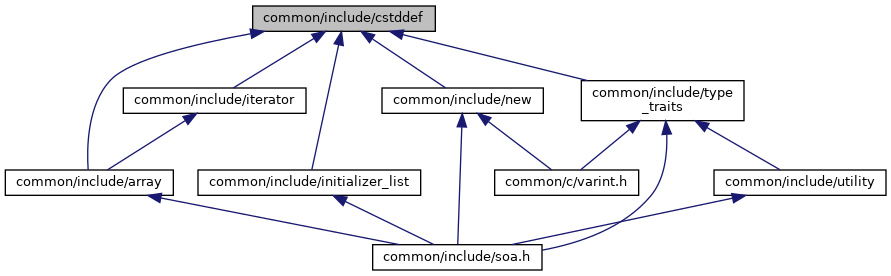 common/include/cstddef
common/include/iterator
common/include/new
common/include/type
_traits
common/include/array
common/include/initializer_list
common/c/varint.h
common/include/utility
common/include/soa.h